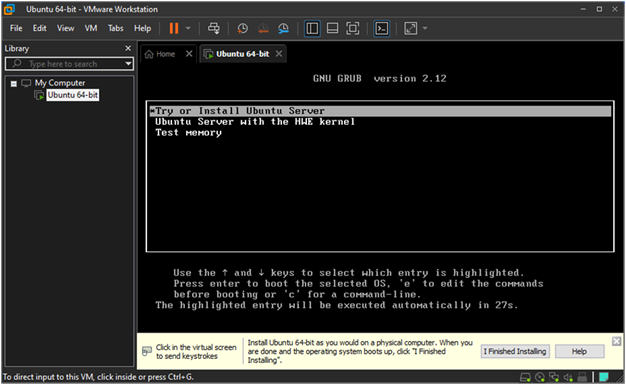 Ubuntu 64-bit - VMware Workstation
File Edit View VM Tabs Help
Library
Type here to search
My Computer
Ubuntu 64-bit
Home
Ubuntu 64-bit
GNU GRUB version 2.12
*Try or Install Ubuntu Server
Ubuntu Server with the HWE kernel
Test memory
Use the ↑ and ↓ keys to select which entry is highlighted.
Press enter to boot the selected OS, 'e' to edit the commands
before booting or 'c' for a command-line.
The highlighted entry will be executed automatically in 27s.
Click in the virtual screen
to send keystrokes
Install Ubuntu 64-bit as you would on a physical computer. When you
are done and the operating system boots up, click "I Finished
Installing".
I Finished Installing
Help
To direct input to this VM, click inside or press Ctrl+G.